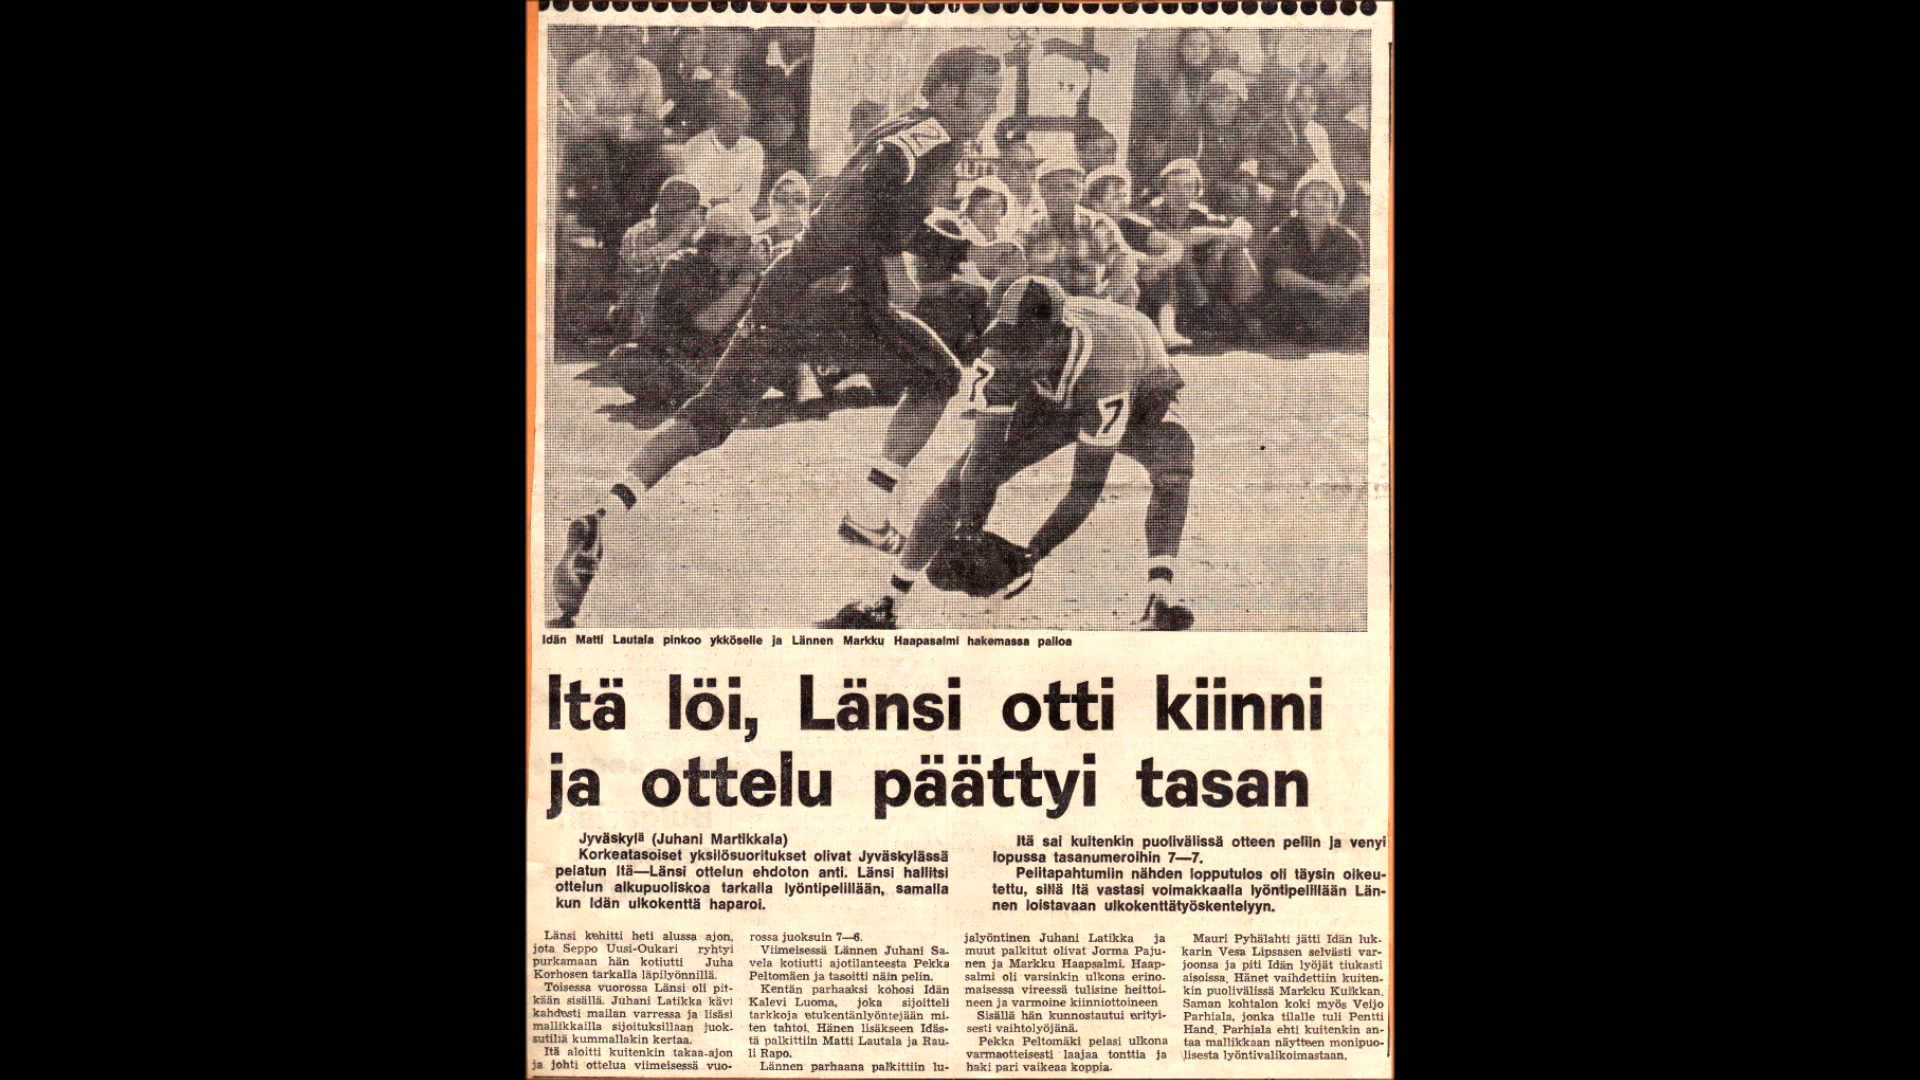 7
7
Idän Matti Lautala pinkoo ykköselle ja Lännen Markku Haapasalmi hakemassa palloa
Itä löi, Länsi otti kiinni
ja ottelu päättyi tasan
Jyväskylä (Juhani Martikkala)
Korkeatasoiset yksilösuoritukset olivat Jyväskylässä
pelatun Itä—Länsi ottelun ehdoton anti. Länsi hallitsi
ottelun alkupuoliskoa tarkalla lyöntipelillään, samalla
kun Idän ulkokenttä haparoi.
Itä sai kuitenkin puolivälissä otteen peliin ja venyi
lopussa tasanumeroihin 7—7.
Pelitapahtumiin nähden lopputulos oli täysin oikeu-
tettu, sillä Itä vastasi voimakkaalla lyöntipelillään Län-
nen loistavaan ulkokenttätyöskentelyyn.
Länsi kehitti heti alussa ajon,
jota Seppo Uusi-Oukari ryhtyi
purkamaan hän kotiutti Juha
Korhosen tarkalla läpilyönnillä.
Toisessa vuorossa Länsi oli pit-
kään sisällä. Juhani Latikka kävi
kahdesti mailan varressa ja lisäsi
mallikkailla sijoituksillaan juok-
sutiliä kummallakin kertaa.
Itä aloitti kuitenkin takaa-ajon
ja johti ottelua viimeisessä vuo-
rossa juoksuin 7—6.
Viimeisessä Lännen Juhani Sa-
vela kotiutti ajotilanteesta Pekka
Peltomäen ja tasoitti näin pelin.
Kentän parhaaksi kohosi Idän
Kalevi Luoma, joka sijoitteli
tarkkoja etukentänlyöntejään mi-
ten tahtoi. Hänen lisäkseen Idäs-
tä palkittiin Matti Lautala ja Rau-
li Rapo.
Lännen parhaana palkittiin lu-
jalyöntinen Juhani Latikka ja
muut palkitut olivat Jorma Paju-
nen ja Markku Haapsalmi. Haap-
salmi oli varsinkin ulkona erino-
maisessa vireessä tulisine heittoi-
neen ja varmoine kiinniottoineen
Sisällä hän kunnostautui erityi-
sesti vaihtolyöjänä.
Pekka Peltomäki pelasi ulkona
varmaotteisesti laajaa tonttia ja
haki pari vaikeaa koppia.
Mauri Pyhälahti jätti Idän luk-
karin Vesa Lipsasen selvästi var-
joonsa ja piti Idän lyöjät tiukasti
aisoissa. Hänet vaihdettiin kuiten-
kin puolivälissä Markku Kuikkan.
Saman kohtalon koki myös Veijo
Parhiala, jonka tilalle tuli Pentti
Hand. Parhiala ehti kuitenkin an-
taa mallikkaan näytteen monipuo-
lisesta lyöntivalikoimastaan.